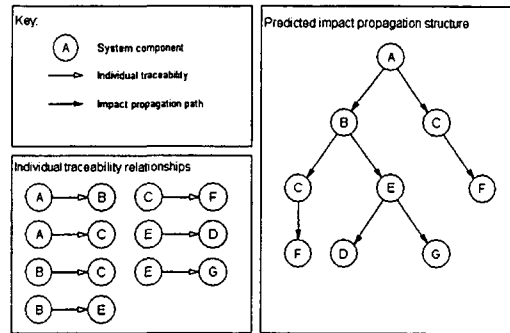 Key:
A System component
Individual traceability
Impact propagation path
Individual traceability relationships
A B C F
A C E D
B C E G
B E
Predicted impact propagation structure
A
B C
C E F
F D G